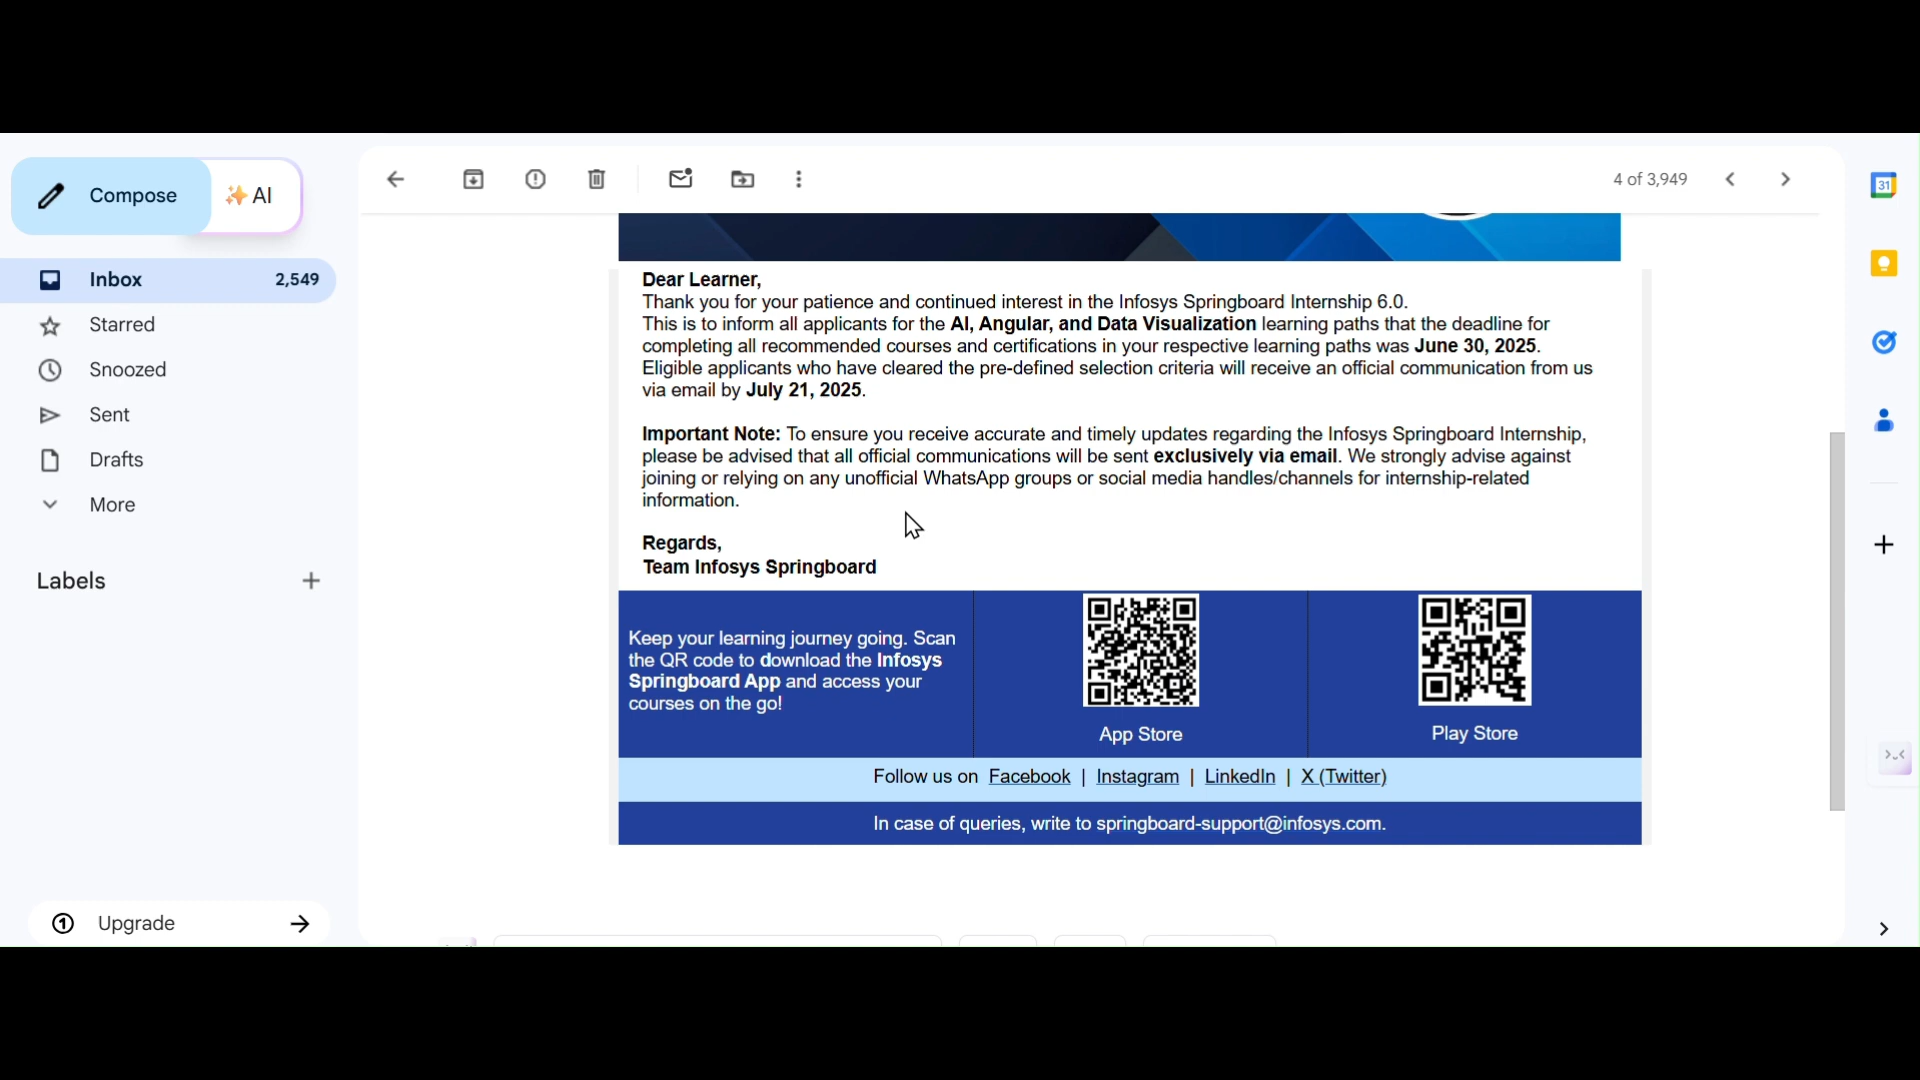 Compose
AI
4 of 3,949
31
Inbox 2,549
Starred
Snoozed
Sent
Drafts
More
Labels
Upgrade
Dear Learner,
Thank you for your patience and continued interest in the Infosys Springboard Internship 6.0.
This is to inform all applicants for the AI, Angular, and Data Visualization learning paths that the deadline for
completing all recommended courses and certifications in your respective learning paths was June 30, 2025.
Eligible applicants who have cleared the pre-defined selection criteria will receive an official communication from us
via email by July 21, 2025.
Important Note: To ensure you receive accurate and timely updates regarding the Infosys Springboard Internship,
please be advised that all official communications will be sent exclusively via email. We strongly advise against
joining or relying on any unofficial WhatsApp groups or social media handles/channels for internship-related
information.
Regards,
Team Infosys Springboard
Keep your learning journey going. Scan
the QR code to download the Infosys
Springboard App and access your
courses on the go!
App Store
Play Store
Follow us on Facebook | Instagram | LinkedIn | X (Twitter)
In case of queries, write to springboard-support@infosys.com.